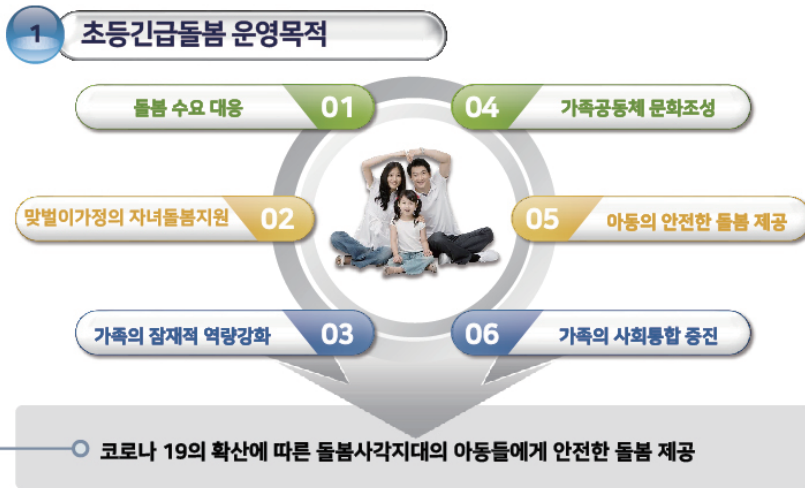 1 초등긴급돌봄 운영목적
돌봄 수요 대응 01
맞벌이가정의 자녀돌봄지원 02
가족의 잠재적 역량강화 03
04 가족공동체 문화조성
05 아동의 안전한 돌봄 제공
06 가족의 사회통합 증진
코로나 19의 확산에 따른 돌봄사각지대의 아동들에게 안전한 돌봄 제공